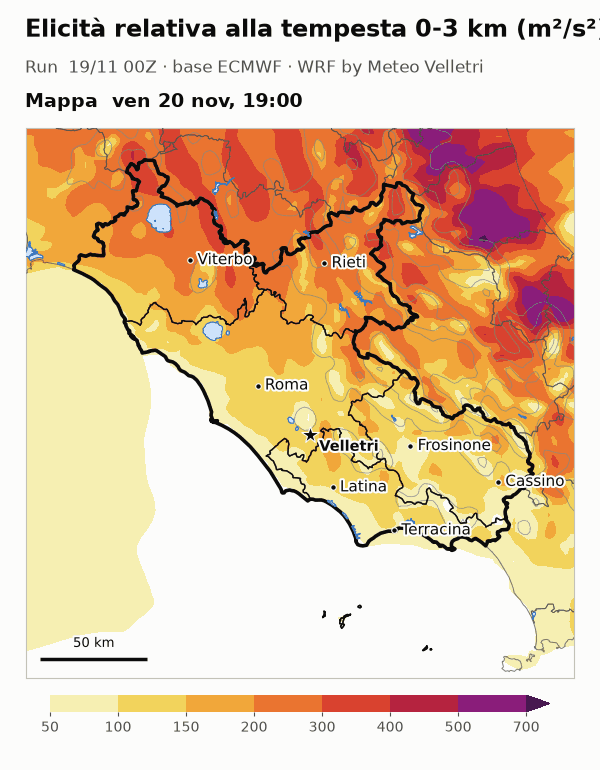 Elicità relativa alla tempesta 0-3 km (m²/s²)
Run  19/11 00Z · base ECMWF · WRF by Meteo Velletri
Mappa  ven 20 nov, 19:00
Viterbo
Rieti
Roma
Velletri
Frosinone
Cassino
Latina
Terracina
50 km
50 100 150 200 300 400 500 700